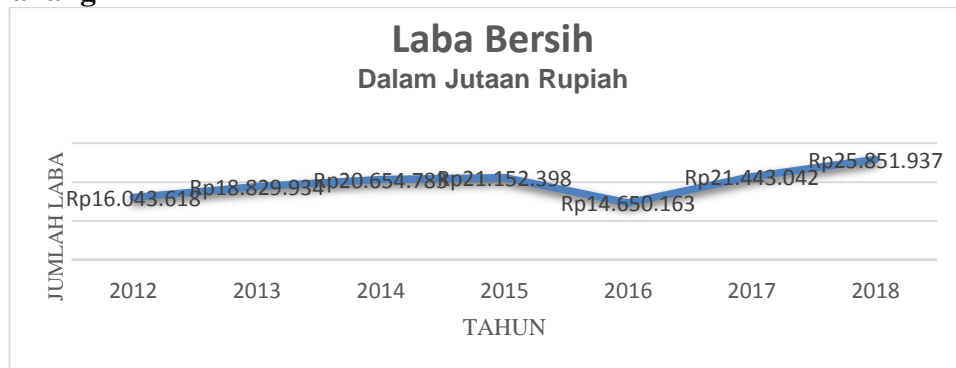 Laba Bersih
Dalam Jutaan Rupiah
JUMLAH LABA
Rp16.043.618
Rp18.829.934
Rp20.654.783
Rp21.152.398
Rp14.650.163
Rp21.443.042
Rp25.851.937
2012 2013 2014 2015 2016 2017 2018
TAHUN